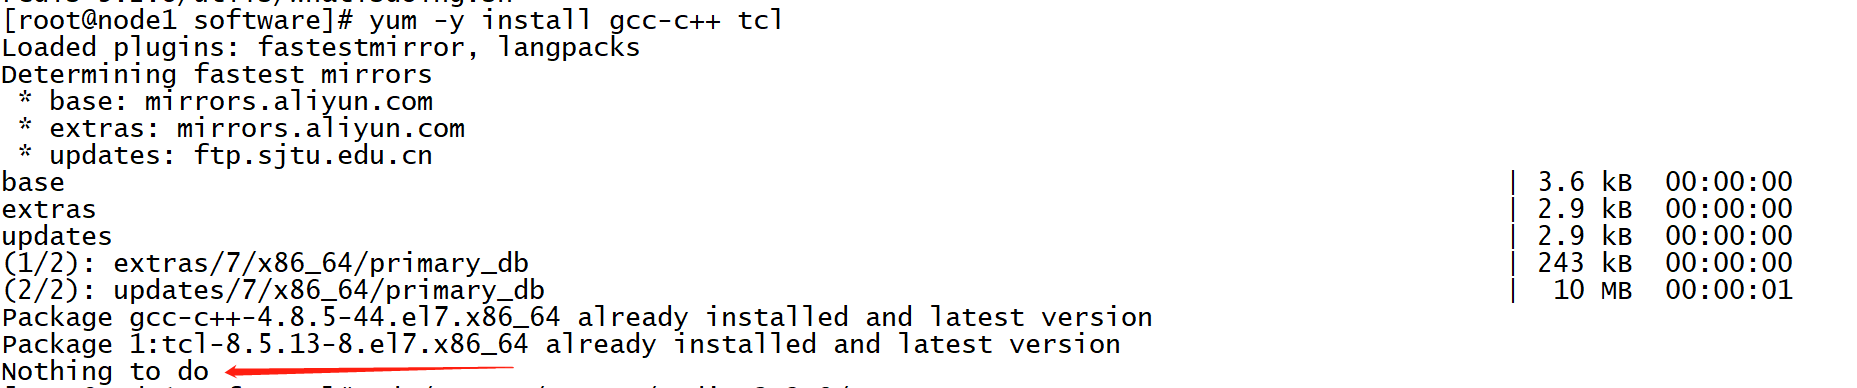 [root@node1 software]# yum -y install gcc-c++ tcl
Loaded plugins: fastestmirror, langpacks
Determining fastest mirrors
 * base: mirrors.aliyun.com
 * extras: mirrors.aliyun.com
 * updates: ftp.sjtu.edu.cn
base | 3.6 kB 00:00:00
extras | 2.9 kB 00:00:00
updates | 2.9 kB 00:00:00
(1/2): extras/7/x86_64/primary_db | 243 kB 00:00:00
(2/2): updates/7/x86_64/primary_db | 10 MB 00:00:01
Package gcc-c++-4.8.5-44.el7.x86_64 already installed and latest version
Package 1:tcl-8.5.13-8.el7.x86_64 already installed and latest version
Nothing to do